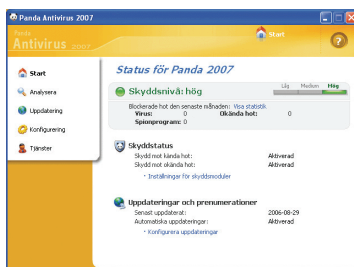 Panda Antivirus 2007
Panda
Antivirus 2007
Start
Start
Analysera
Uppdatering
Konfigurering
Tjänster
Status för Panda 2007
Skyddsnivå: hög
Låg Medium Hög
Blockerade hot den senaste månaden: Visa statistik
Virus: 0 Okända hot: 0
Spionprogram: 0
Skyddstatus
Skydd mot kända hot: Aktiverad
Skydd mot okända hot: Aktiverad
Inställningar för skyddsmoduler
Uppdateringar och prenumerationer
Senast uppdaterat: 2006-08-29
Automatiska uppdateringar: Aktiverad
Konfigurera uppdateringar